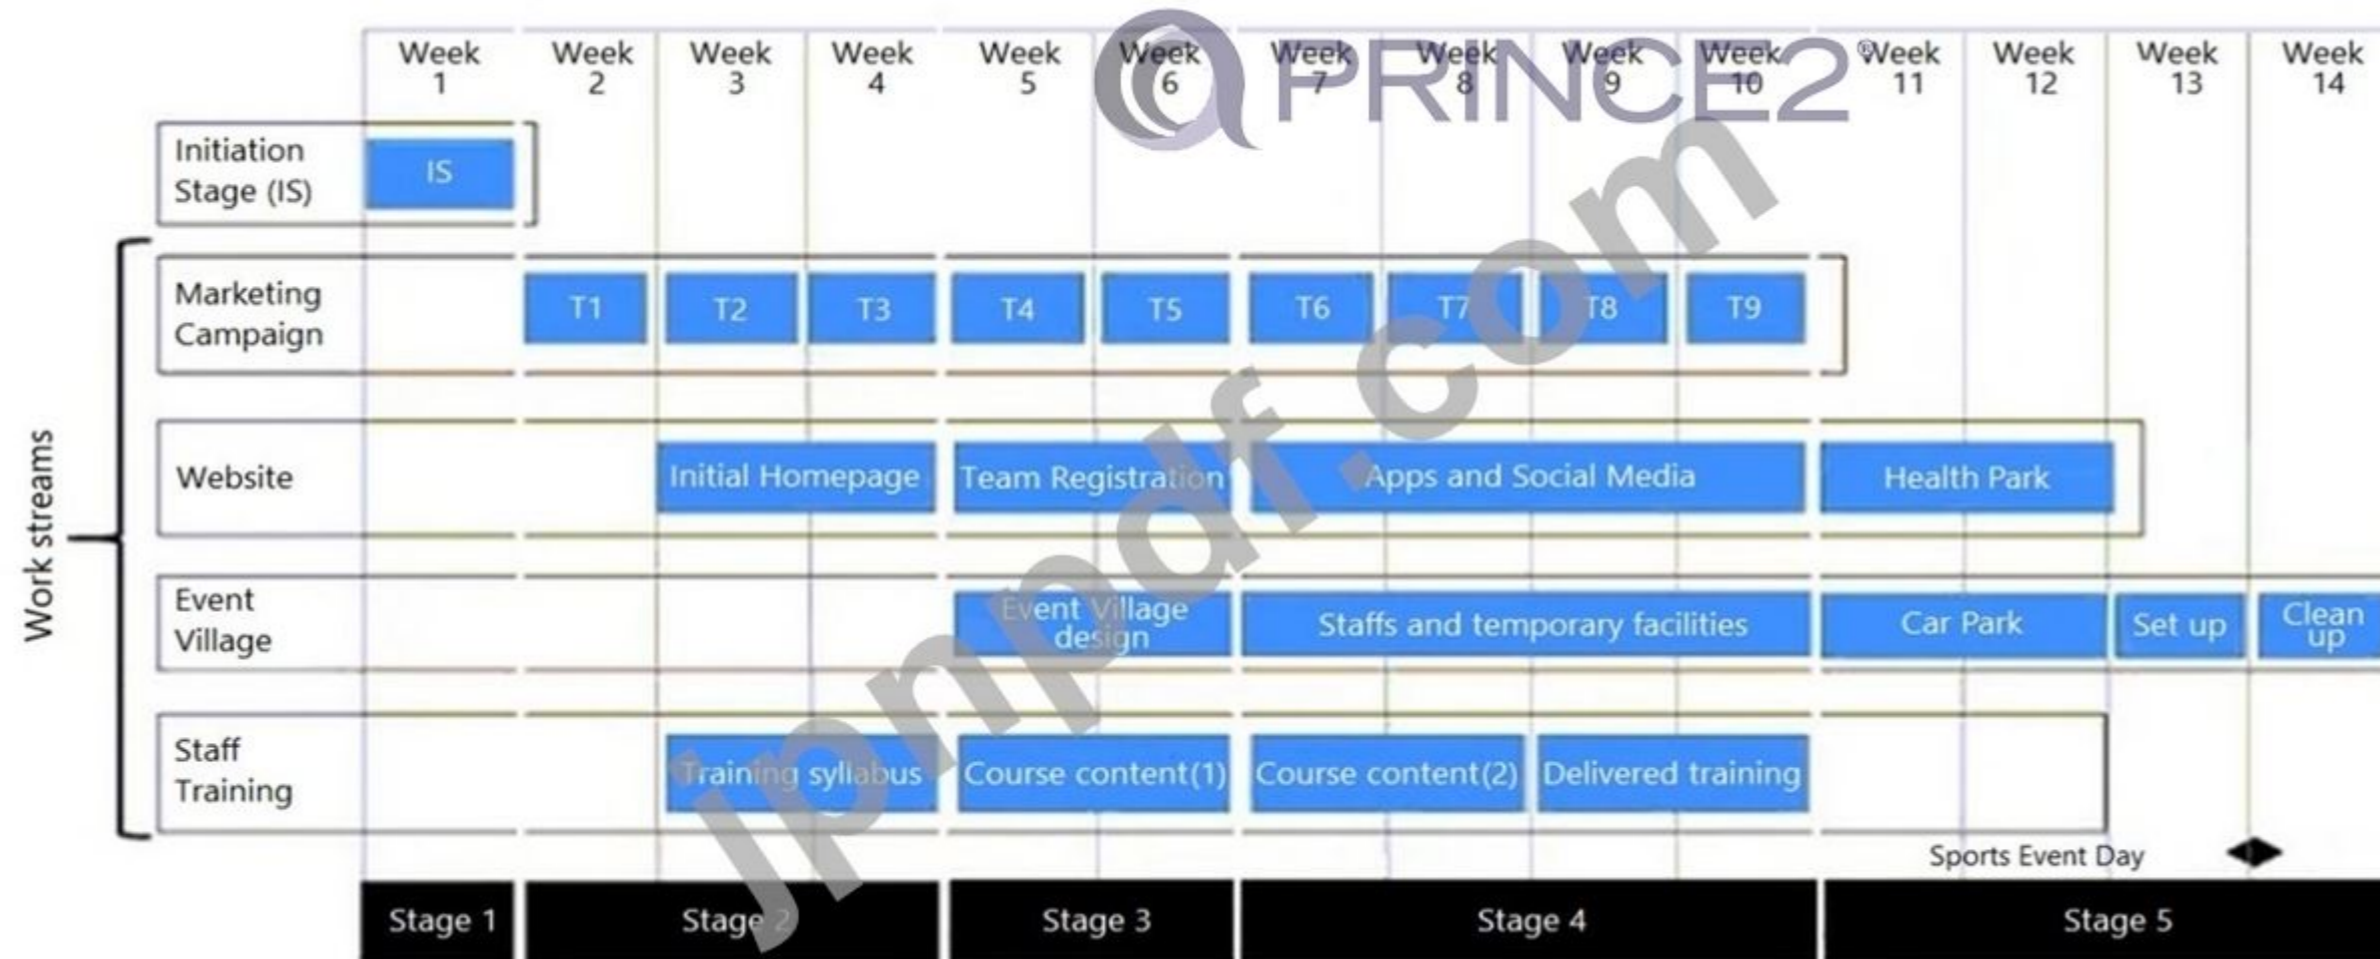 PRINCE2®
Week Week Week Week Week Week Week Week Week Week Week Week Week Week
1 2 3 4 5 6 7 8 9 10 11 12 13 14
Initiation
Stage (IS)
IS
Work streams
Marketing
Campaign
T1 T2 T3 T4 T5 T6 T7 T8 T9
Website
Initial Homepage Team Registration Apps and Social Media Health Park
Event
Village
Event Village
design
Staffs and temporary facilities Car Park Set up
Clean
up
Staff
Training
Training syllabus Course content(1) Course content(2) Delivered training
Sports Event Day
Stage 1 Stage 2 Stage 3 Stage 4 Stage 5
jpnpdf.com